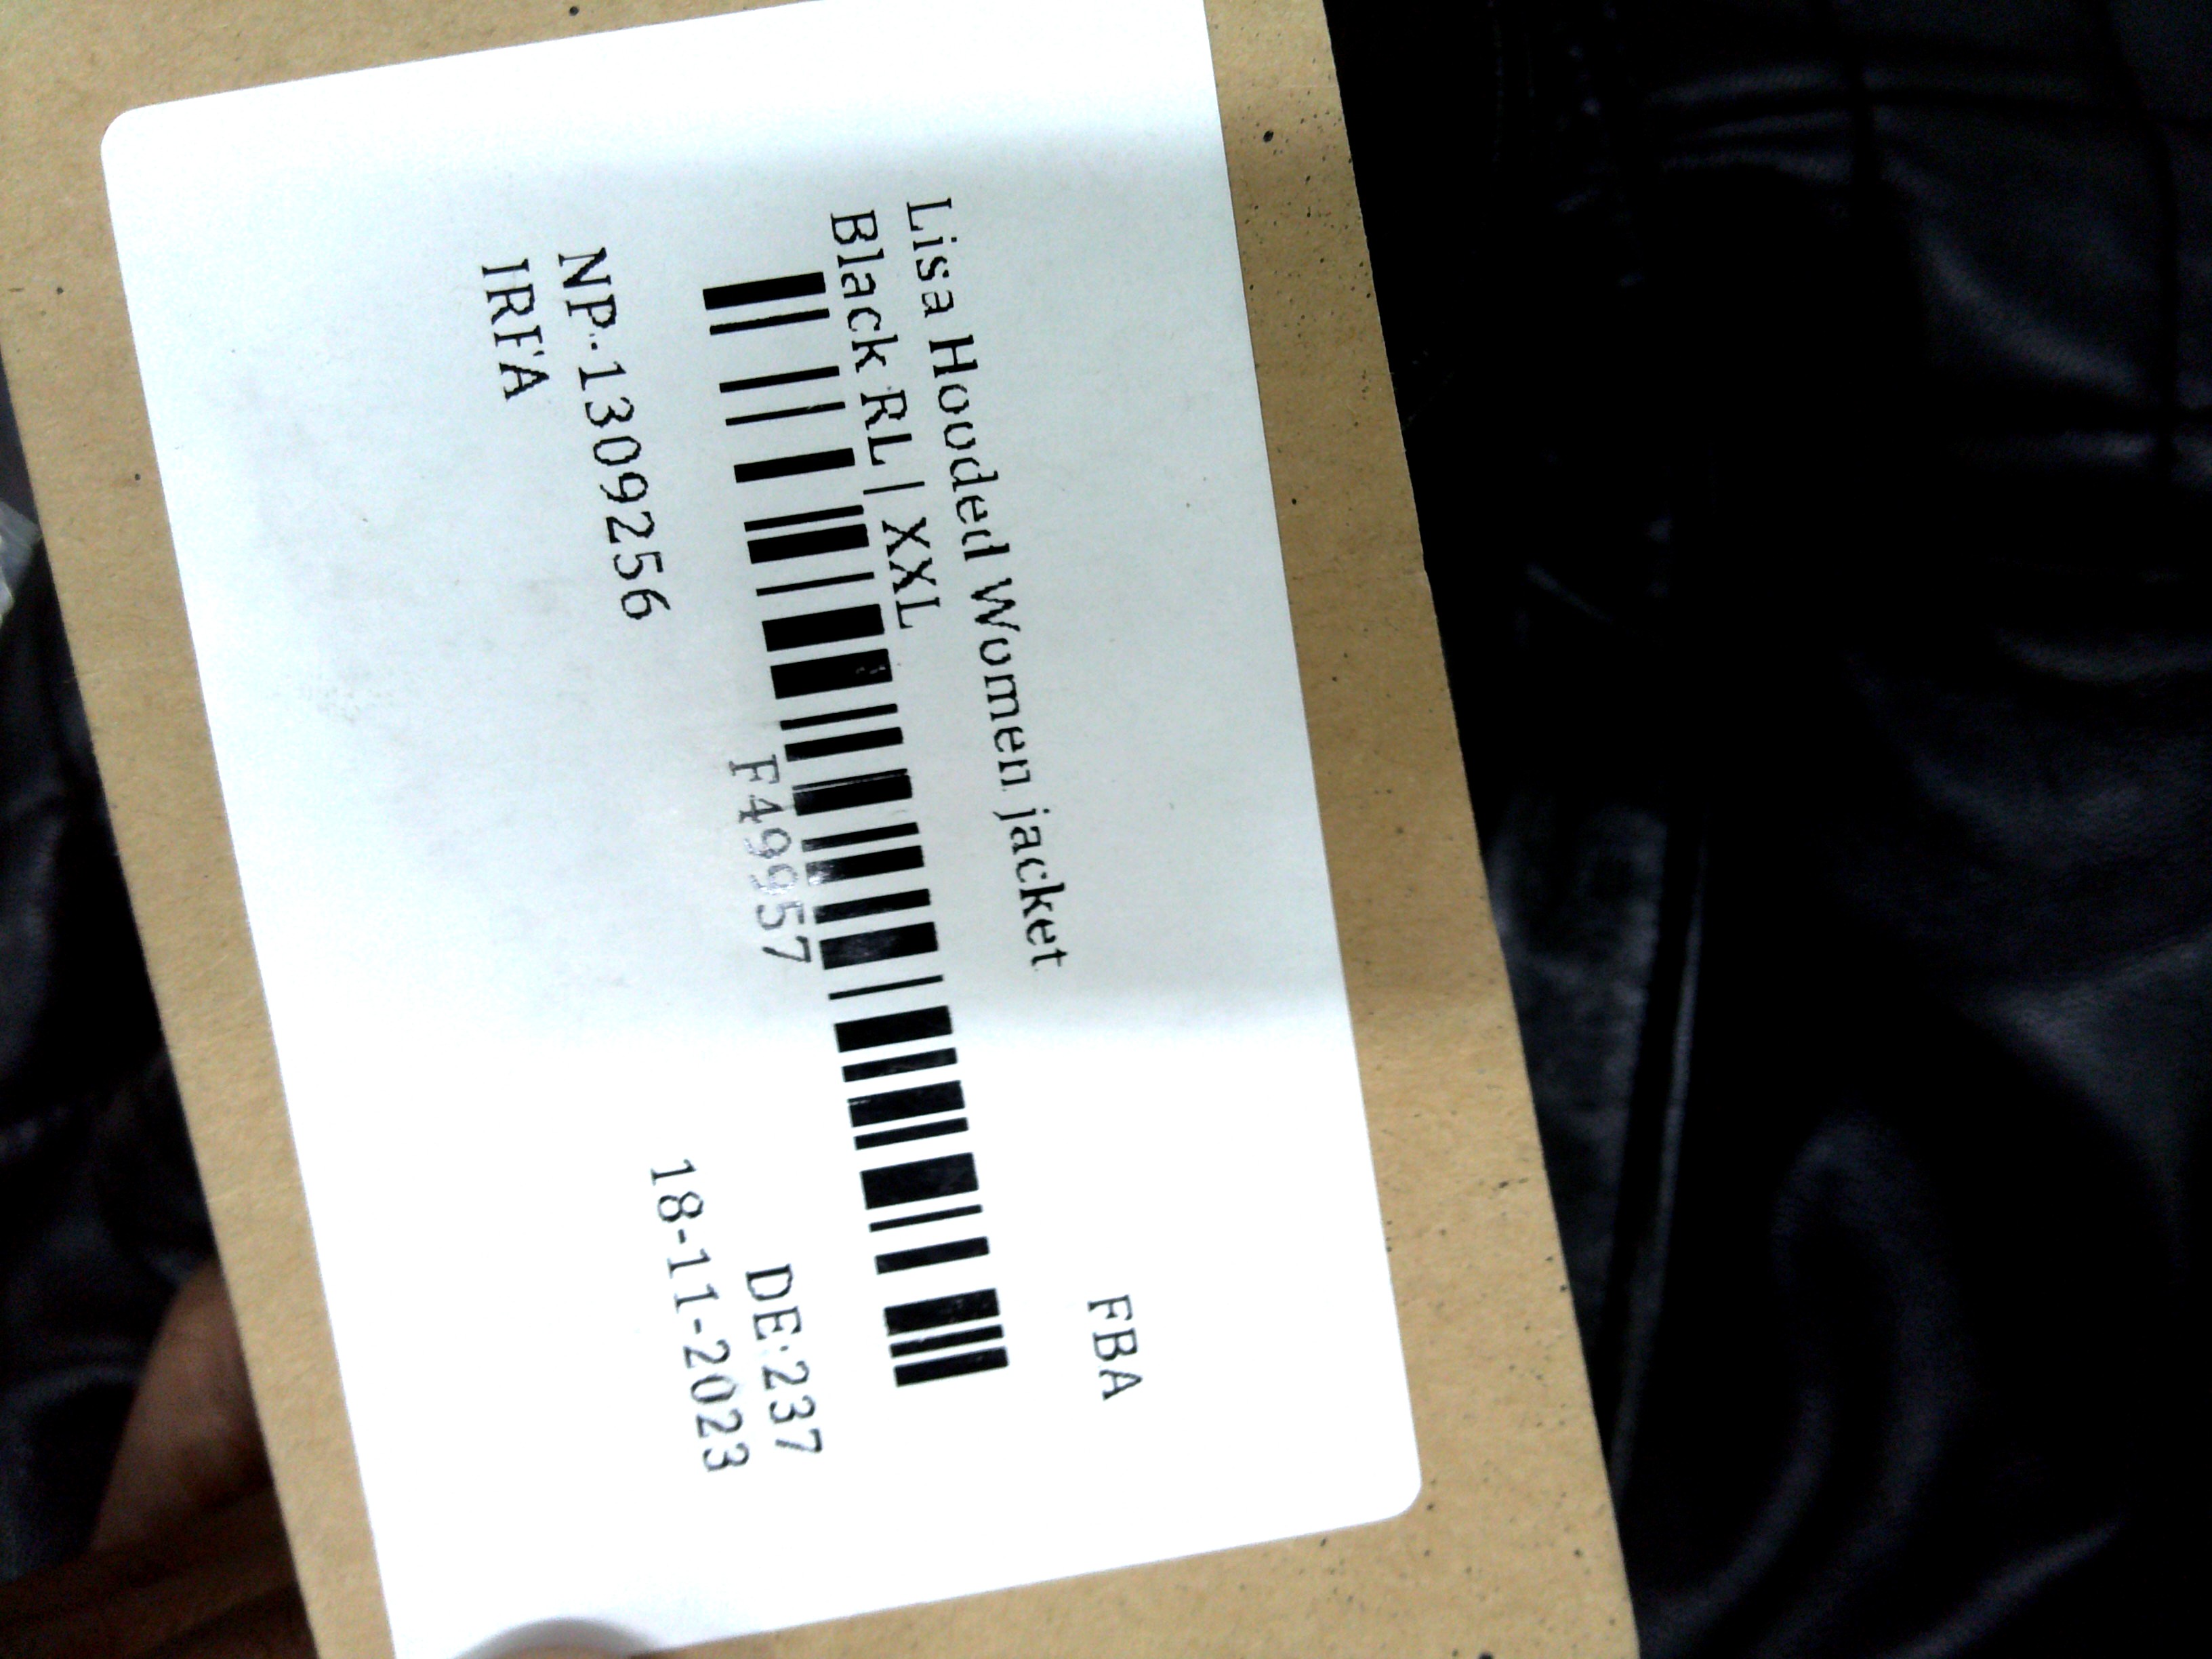 FBA
Lisa Hooded Women jacket
Black RL | XXL
F49957
DE-237
NP-1309256
18-11-2023
IRFA